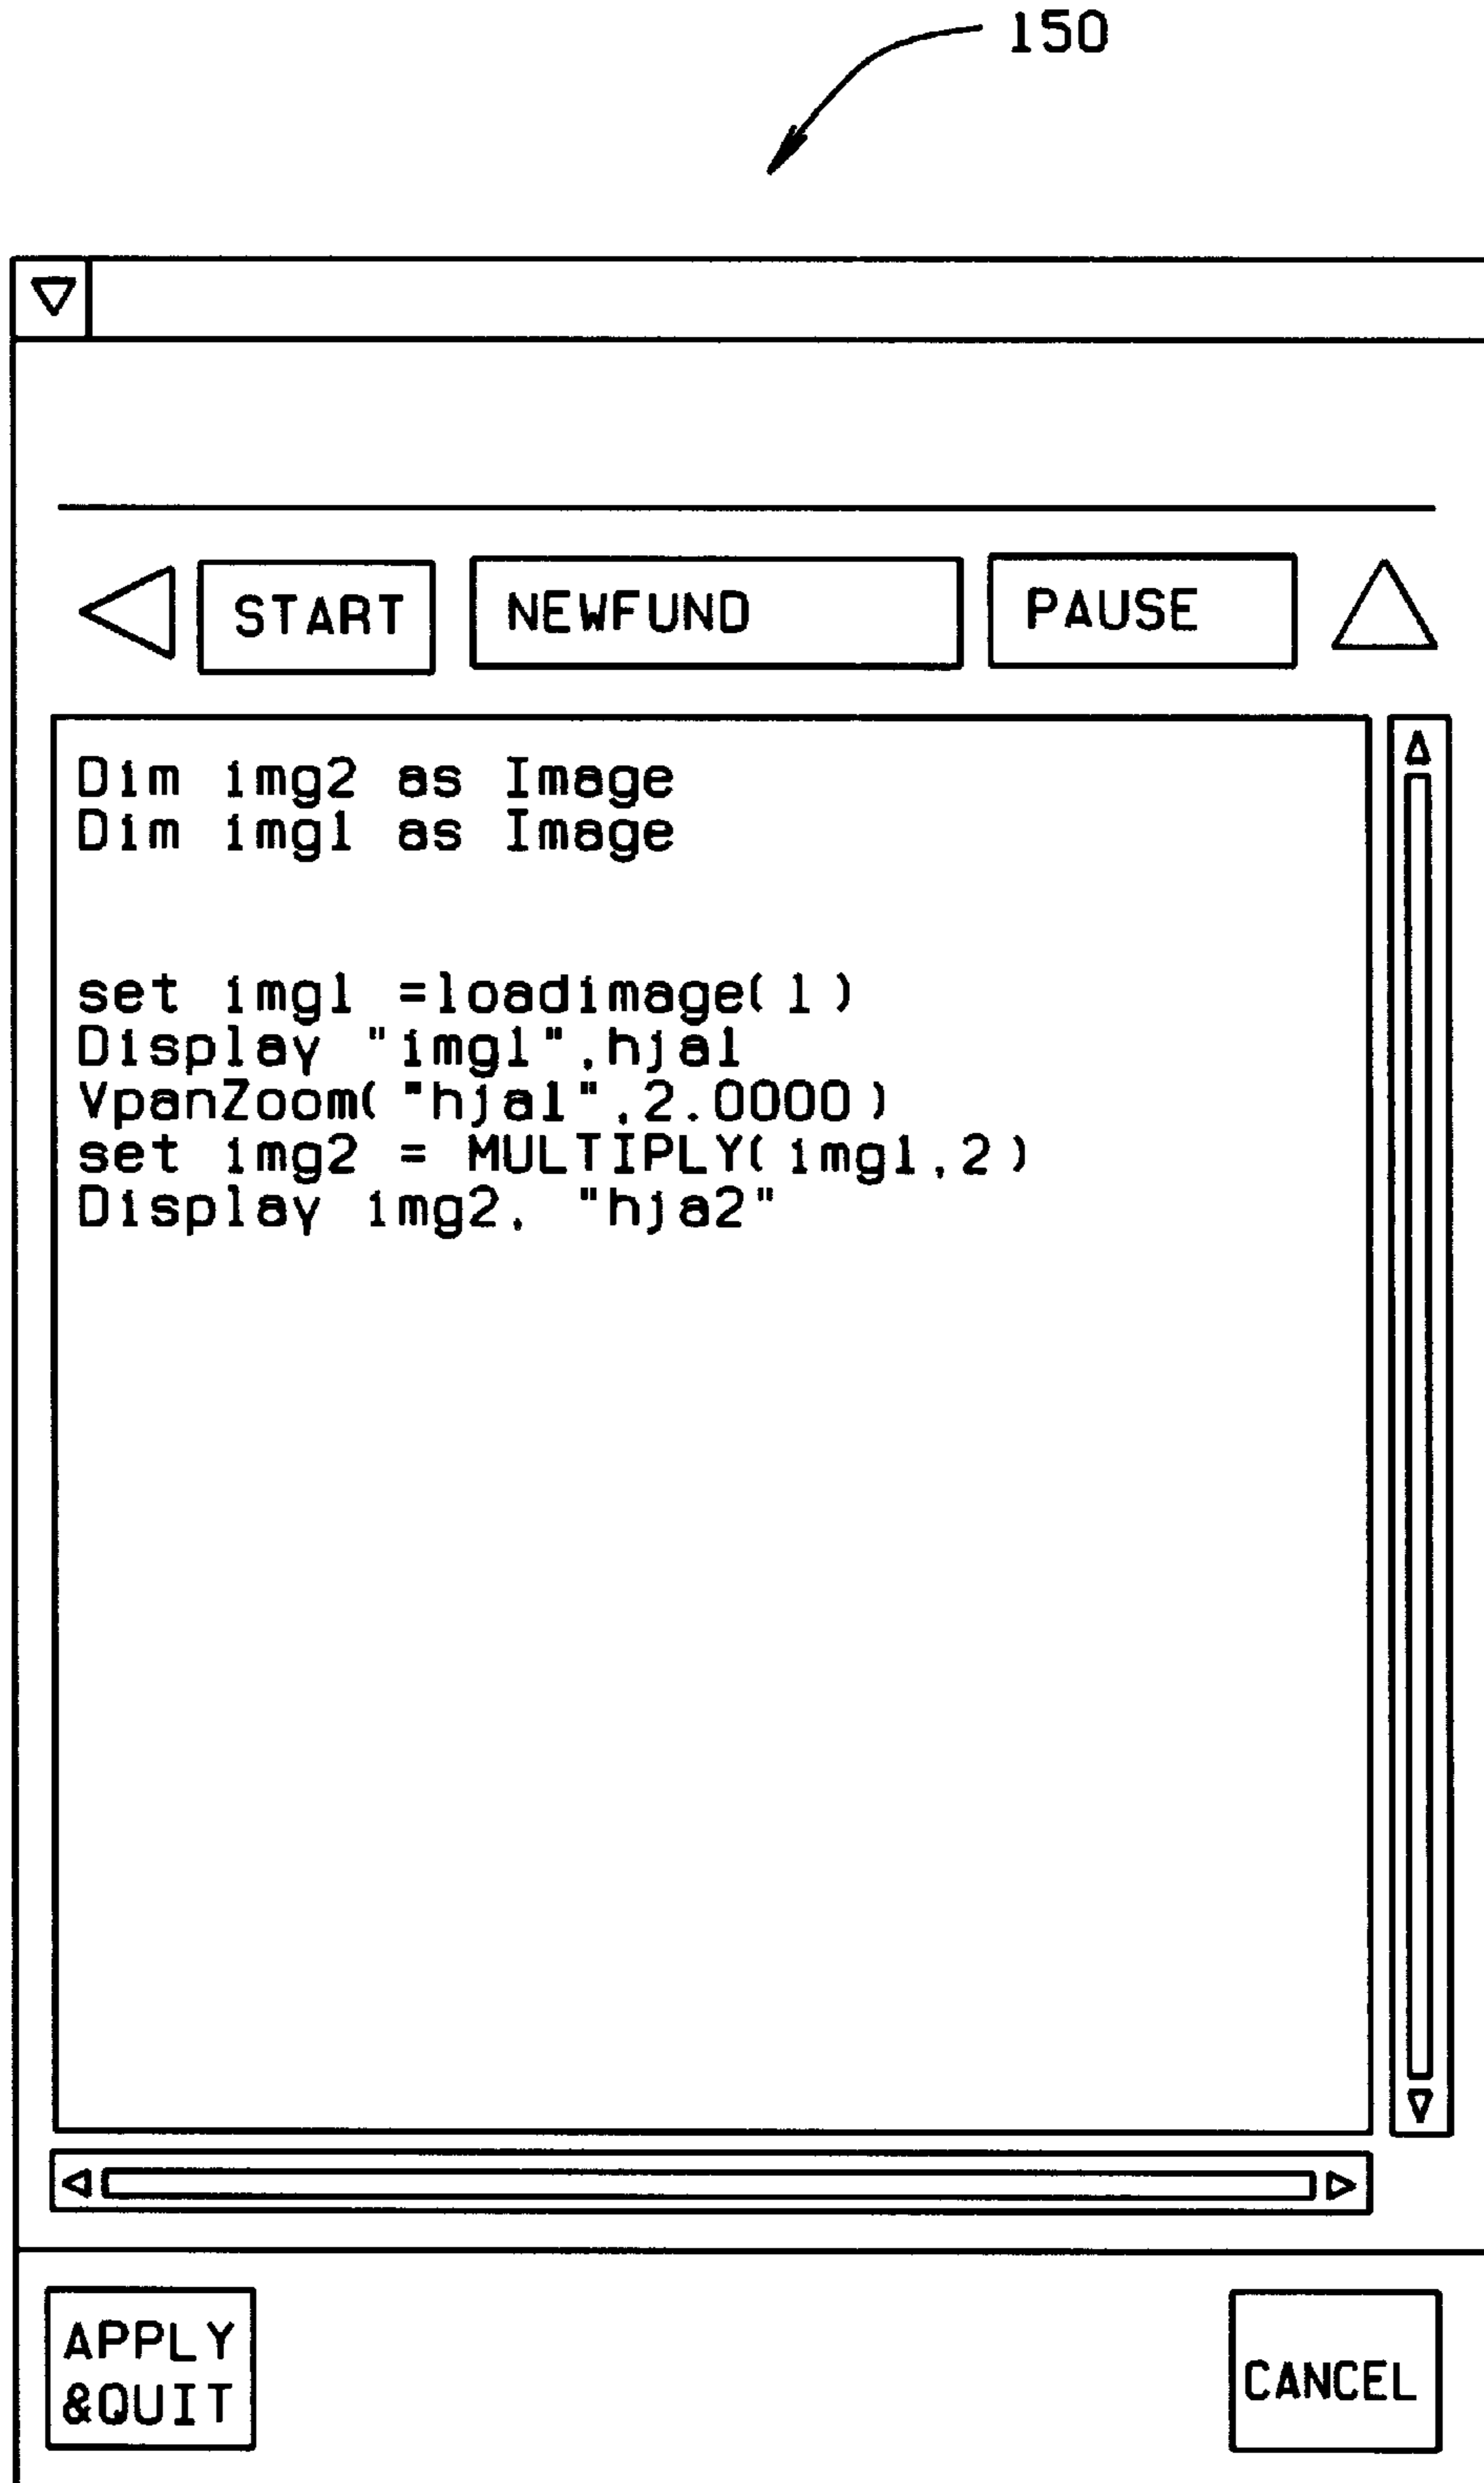 150
START NEWFUND PAUSE
Dim img2 as Image
Dim img1 as Image
set img1 =loadimage(1)
Display "img1",hja1
VpanZoom("hja1",2.0000)
set img2 = MULTIPLY(img1,2)
Display img2, "hja2"
APPLY
&QUIT
CANCEL